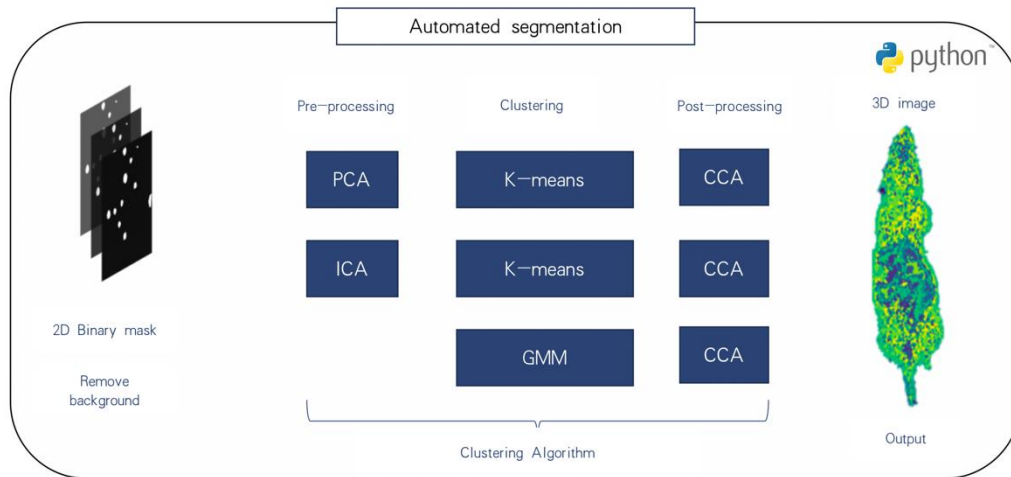 Automated segmentation
python™
Pre-processing
Clustering
Post-processing
3D image
PCA
K-means
CCA
ICA
K-means
CCA
2D Binary mask
GMM
CCA
Remove
background
Clustering Algorithm
Output